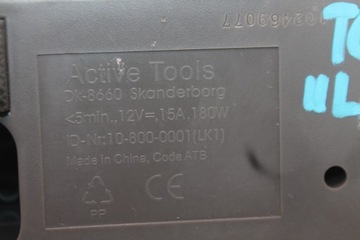 Active Tools
DK-8660 Skanderborg
<5min.,12V=,15A,180W
ID-Nr:10-800-0001(LK1)
Made in China, Code ATB
PP
CE